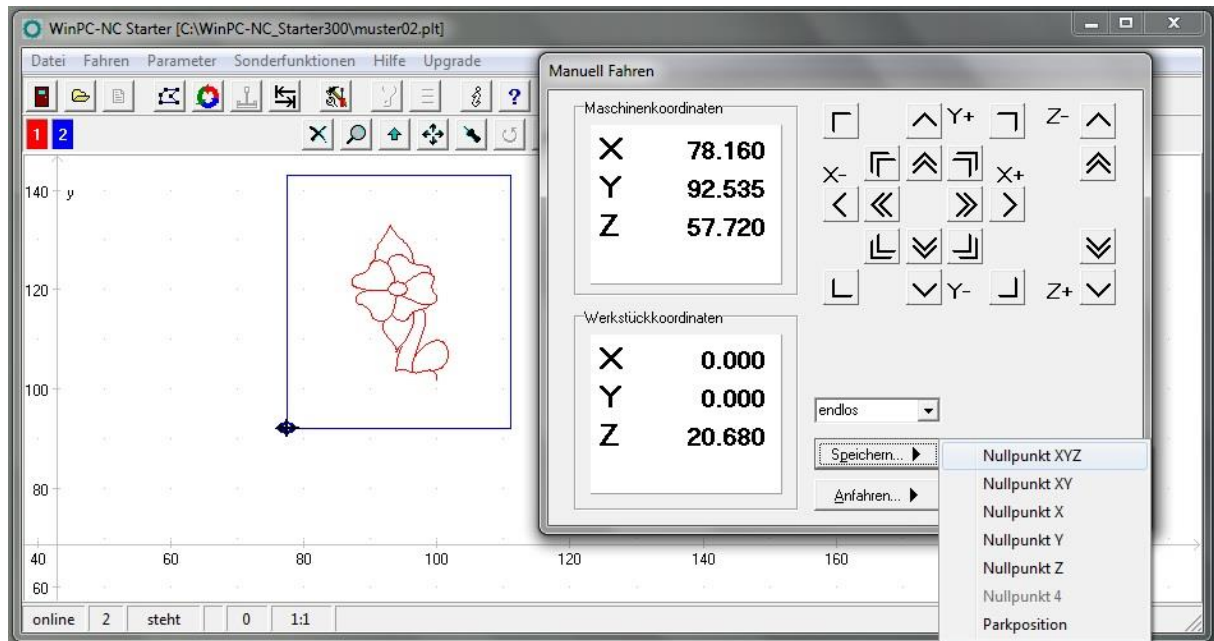 WinPC-NC Starter [C:\WinPC-NC_Starter300\muster02.plt]
Datei Fahren Parameter Sonderfunktionen Hilfe Upgrade
?
1 2
140 y
120
100
80
40 60 80 100 120 140 160
60
online 2 steht 0 1:1
Manuell Fahren
Maschinenkoordinaten
X 78.160
Y 92.535
Z 57.720
Werkstückkoordinaten
X 0.000
Y 0.000
Z 20.680
Y+ Z-
X- X+
Y- Z+
endlos
Speichern...
Anfahren...
Nullpunkt XYZ
Nullpunkt XY
Nullpunkt X
Nullpunkt Y
Nullpunkt Z
Nullpunkt 4
Parkposition